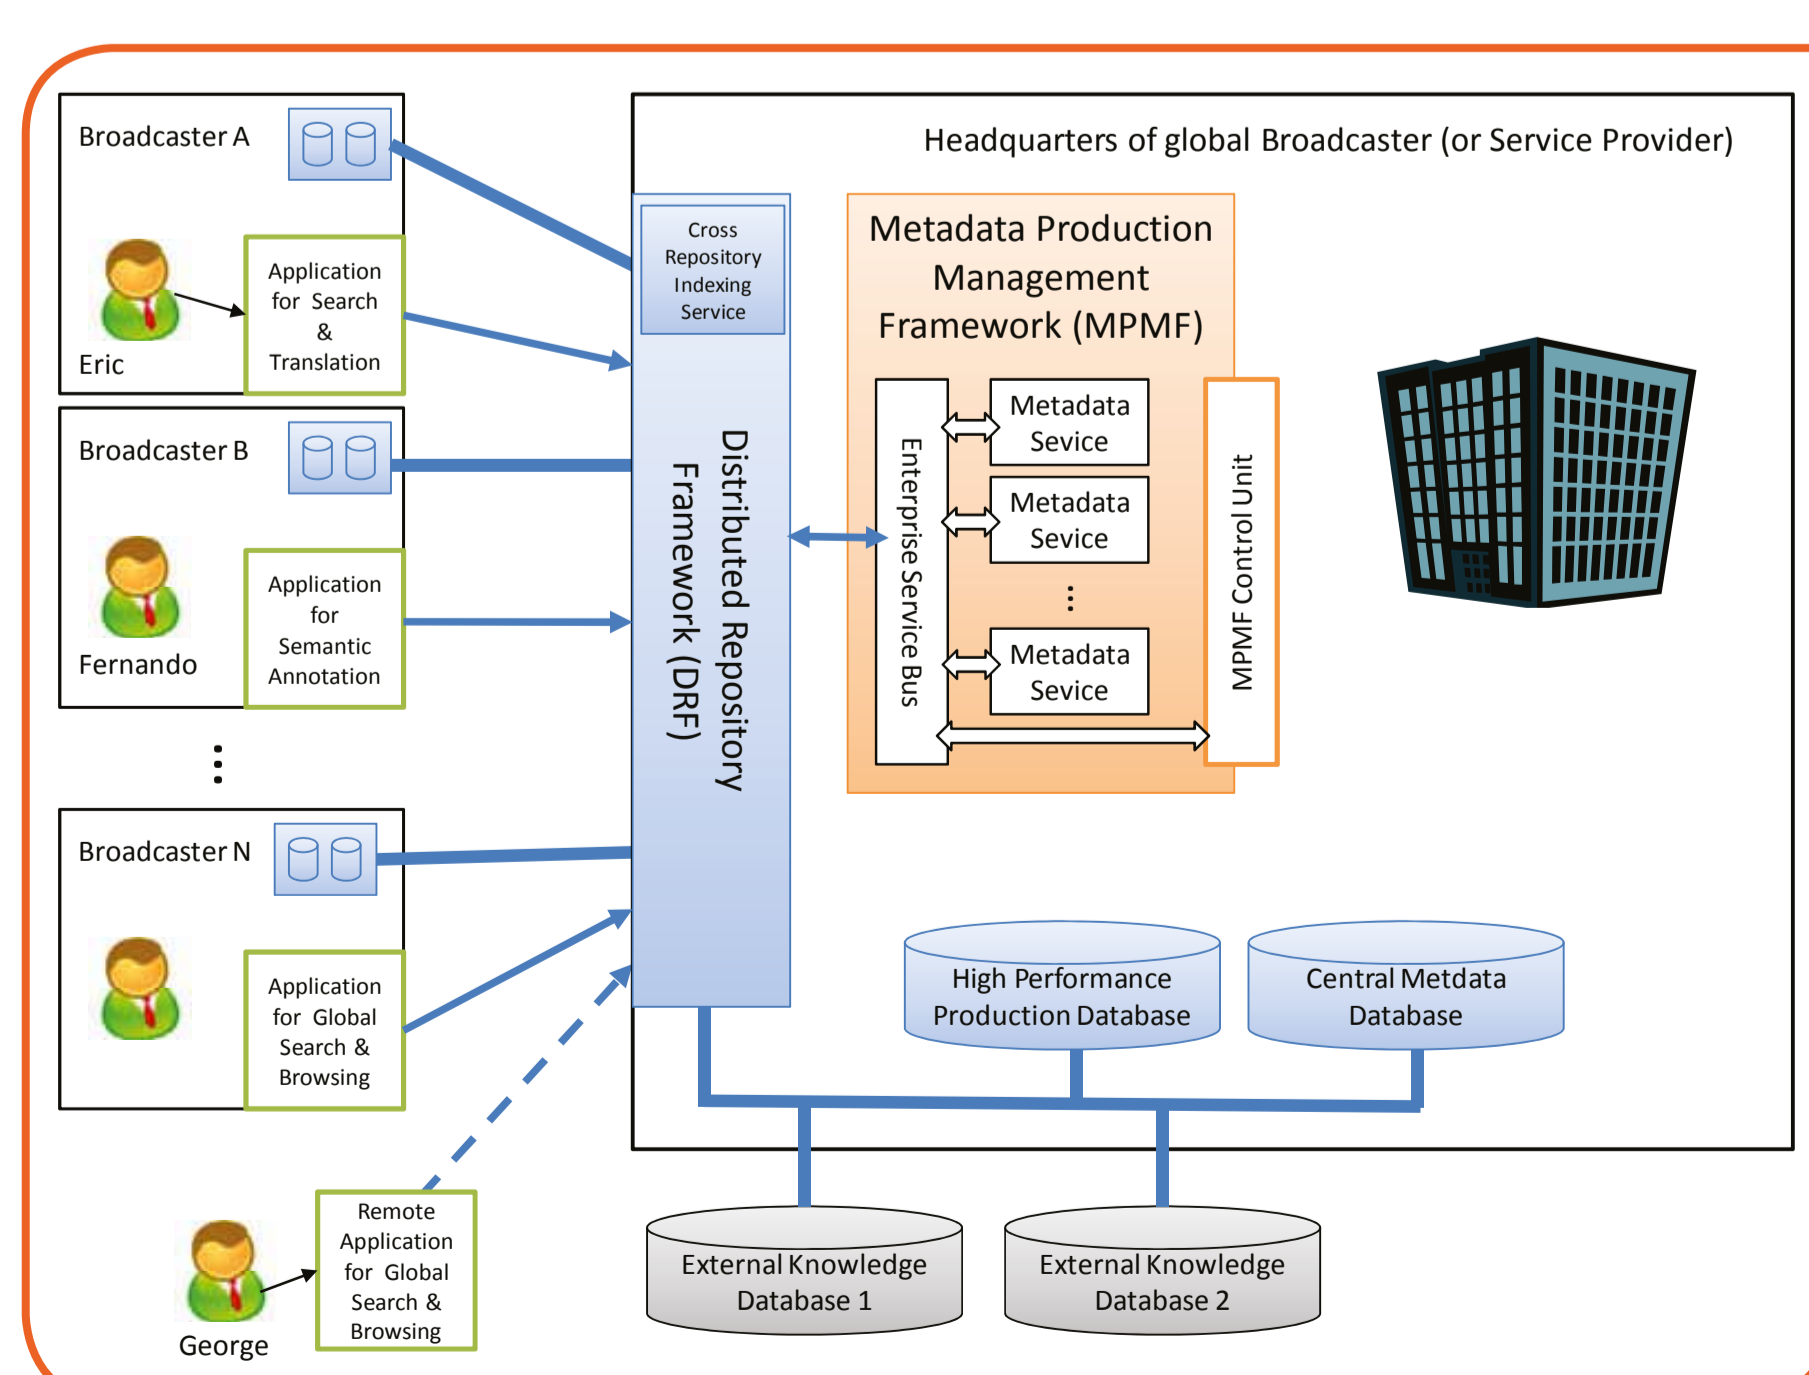 Broadcaster A
Eric
Application
for Search
&
Translation
Broadcaster B
Fernando
Application
for
Semantic
Annotation
...
Broadcaster N
Application
for Global
Search &
Browsing
George
Remote
Application
for Global
Search &
Browsing
Headquarters of global Broadcaster (or Service Provider)
Cross
Repository
Indexing
Service
Distributed Repository
Framework (DRF)
Metadata Production
Management
Framework (MPMF)
Enterprise Service Bus
Metadata
Sevice
Metadata
Sevice
...
Metadata
Sevice
MPMF Control Unit
High Performance
Production Database
Central Metdata
Database
External Knowledge
Database 1
External Knowledge
Database 2